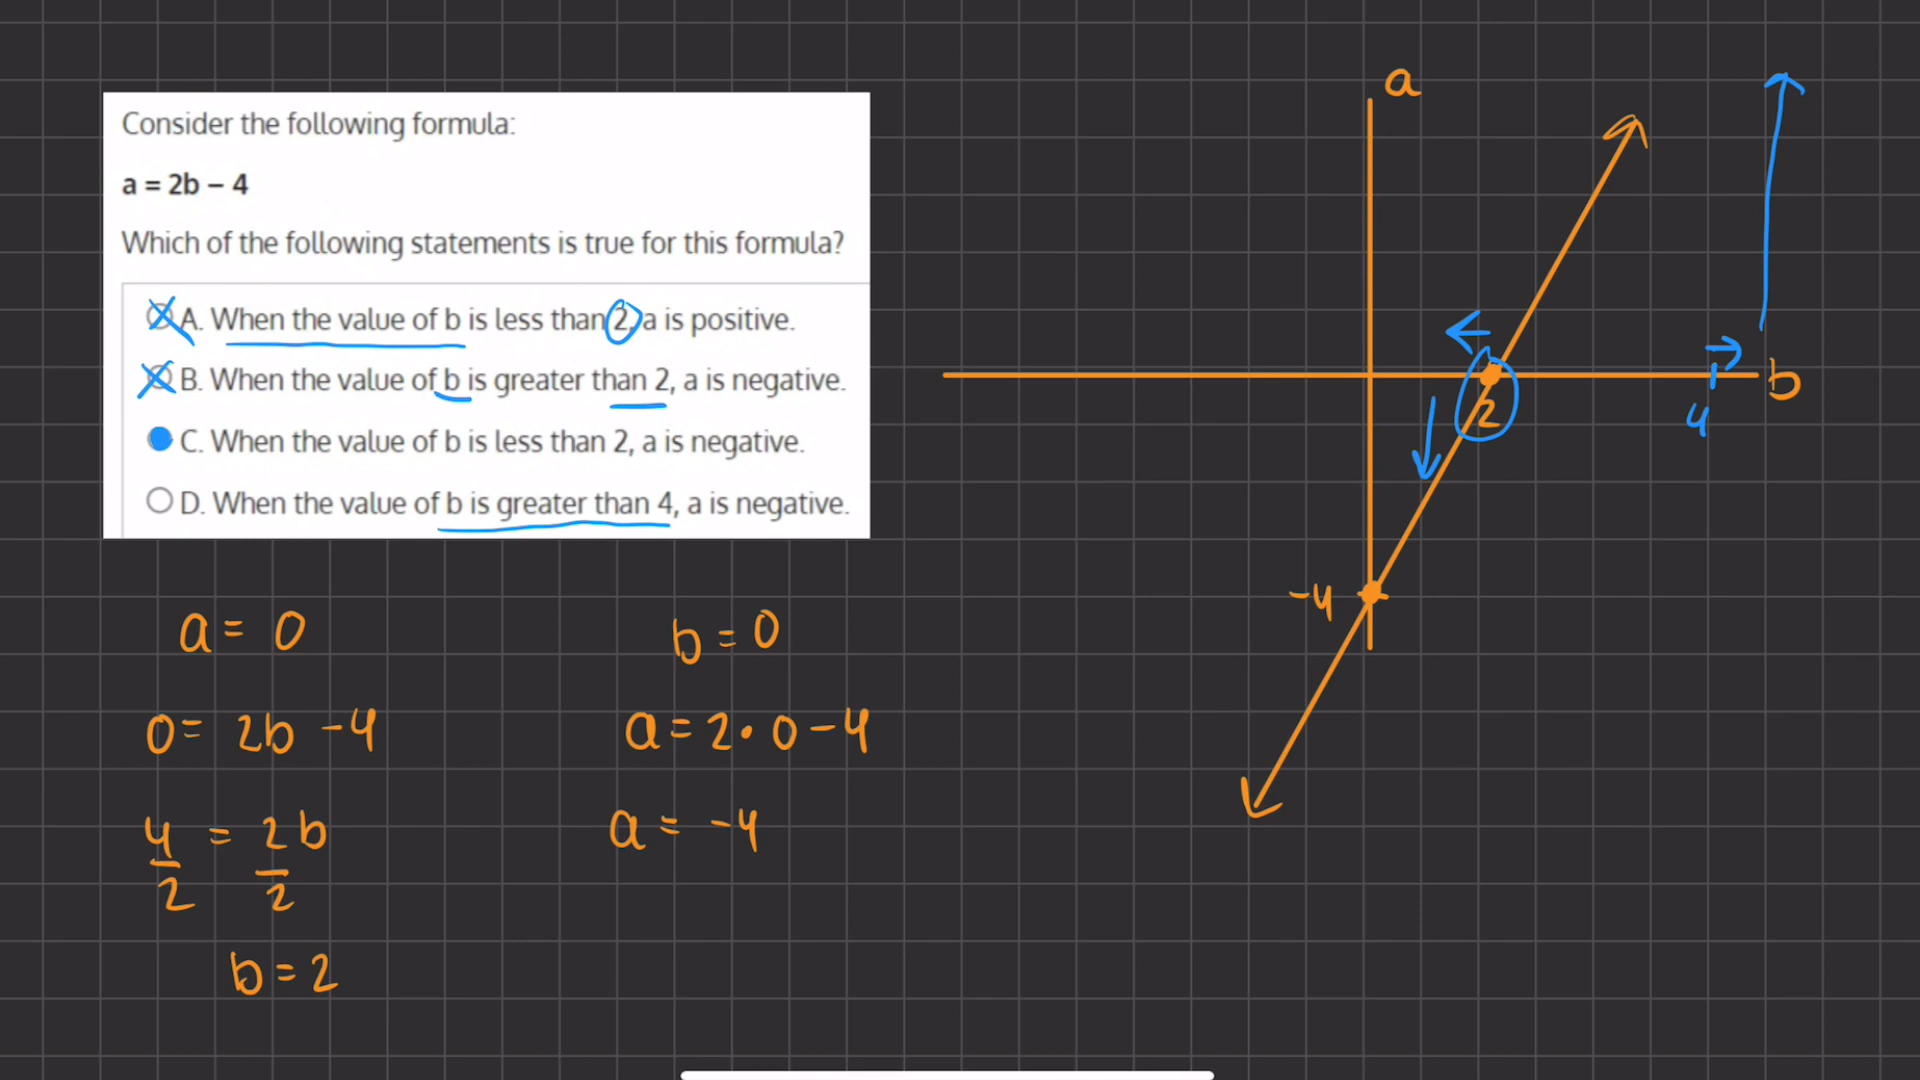 Consider the following formula:
a = 2b – 4
Which of the following statements is true for this formula?
A. When the value of b is less than 2, a is positive.
B. When the value of b is greater than 2, a is negative.
C. When the value of b is less than 2, a is negative.
D. When the value of b is greater than 4, a is negative.
a = 0
0 = 2b - 4
4/2 = 2b/2
b = 2
b = 0
a = 2 • 0 - 4
a = -4
a
b
2
4
-4